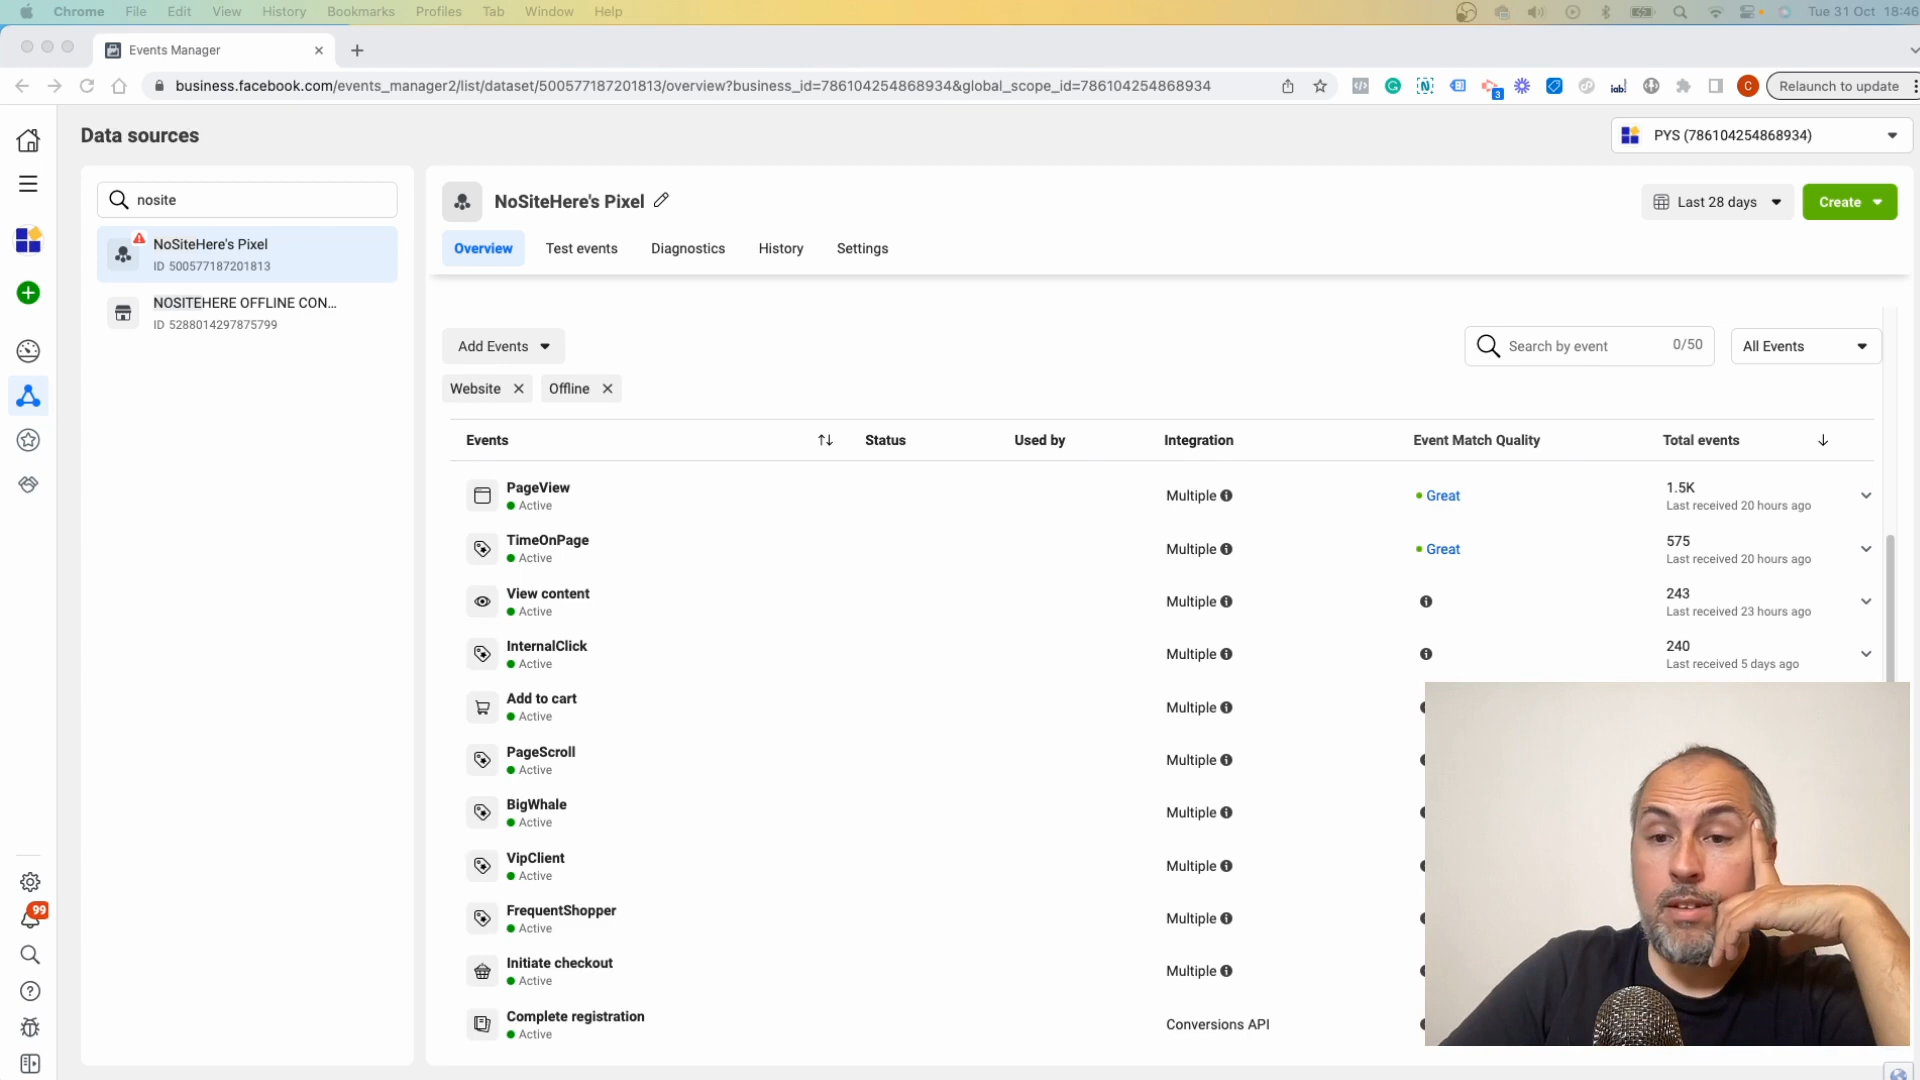 Chrome File Edit View History Bookmarks Profiles Tab Window Help Tue 31 Oct 18:46
Events Manager
business.facebook.com/events_manager2/list/dataset/500577187201813/overview?business_id=786104254868934&global_scope_id=786104254868934
3
iab!
C
Relaunch to update
Data sources
PYS (786104254868934)
nosite
NoSiteHere's Pixel
ID 500577187201813
NOSITEHERE OFFLINE CON...
ID 5288014297875799
NoSiteHere's Pixel
Last 28 days
Create
Overview Test events Diagnostics History Settings
Add Events
Search by event 0/50
All Events
Website
Offline
Events Status Used by Integration Event Match Quality Total events
PageView
Active
Multiple
Great
1.5K
Last received 20 hours ago
TimeOnPage
Active
Multiple
Great
575
Last received 20 hours ago
View content
Active
Multiple
243
Last received 23 hours ago
InternalClick
Active
Multiple
240
Last received 5 days ago
Add to cart
Active
Multiple
PageScroll
Active
Multiple
BigWhale
Active
Multiple
VipClient
Active
Multiple
FrequentShopper
Active
Multiple
Initiate checkout
Active
Multiple
Complete registration
Active
Conversions API
99